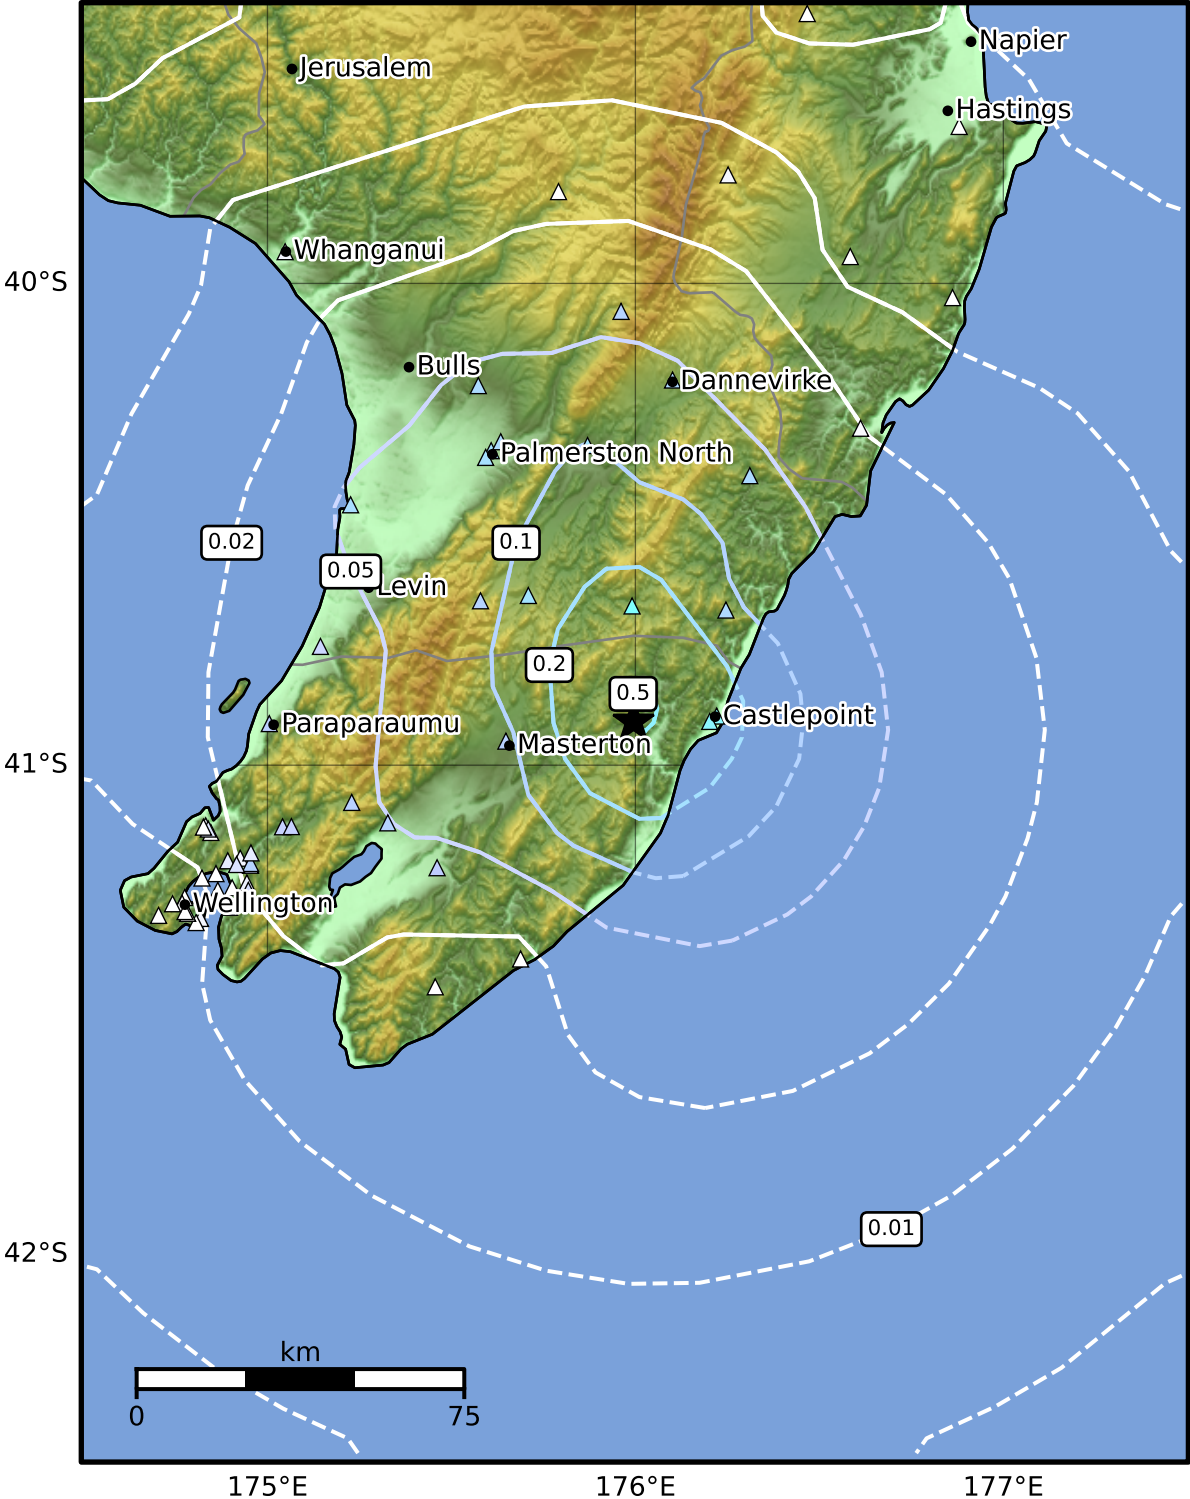 Napier
Jerusalem
Hastings
Whanganui
40°S
Bulls
Dannevirke
Palmerston North
0.02
0.1
0.05
Levin
0.2
0.5
Castlepoint
Paraparaumu
Masterton
41°S
Wellington
0.01
42°S
km
0
75
175°E
176°E
177°E